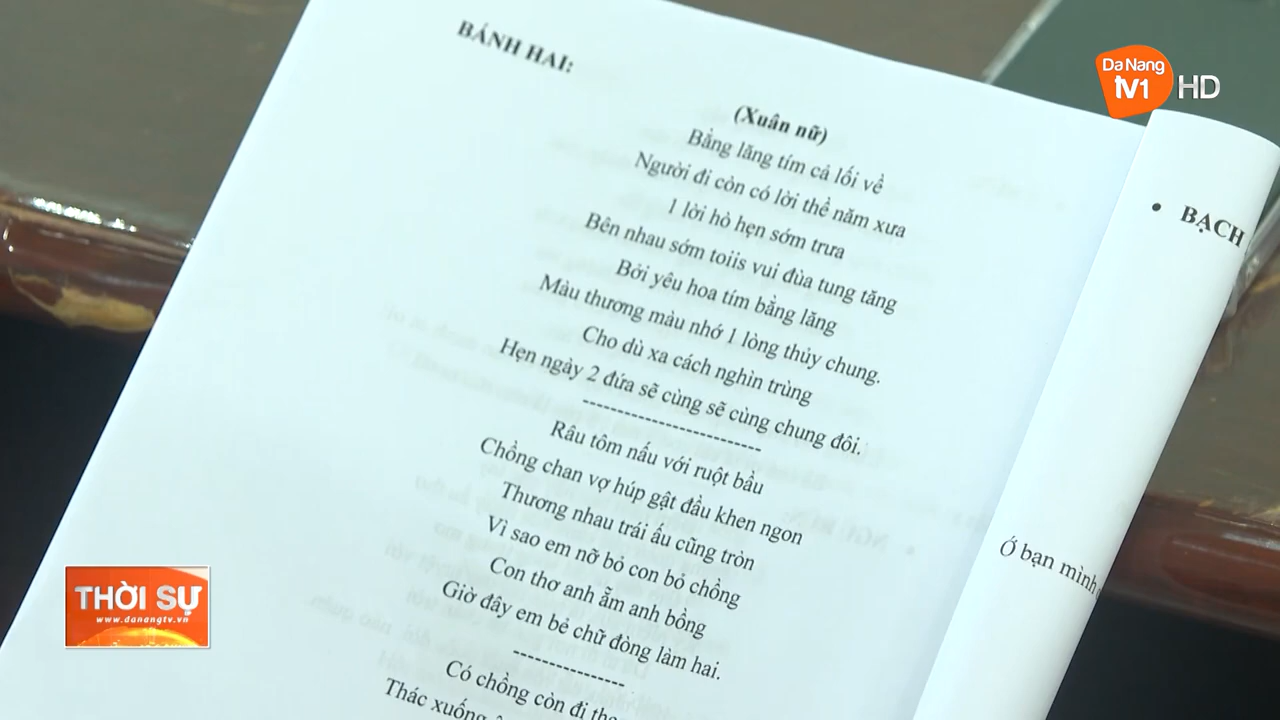 BÁNH HAI:
(Xuân nữ)
Bằng lăng tím cả lối về
Người đi còn có lời thề năm xưa
1 lời hò hẹn sớm trưa
Bên nhau sớm toiis vui đùa tung tăng
Bởi yêu hoa tím bằng lăng
Màu thương màu nhớ 1 lòng thủy chung.
Cho dù xa cách nghìn trùng
Hẹn ngày 2 đứa sẽ cùng sẽ cùng chung đôi.
-------------------------
Râu tôm nấu với ruột bầu
Chồng chan vợ húp gật đầu khen ngon
Thương nhau trái ấu cũng tròn
Vì sao em nỡ bỏ con bỏ chồng
Con thơ anh ẵm anh bồng
Giờ đây em bẻ chữ đòng làm hai.
---------------
Có chồng còn đi
Thác xuống
• BẠCH
Ớ bạn mình
Da Nang
TV1 HD
THỜI SỰ
www.danangtv.vn